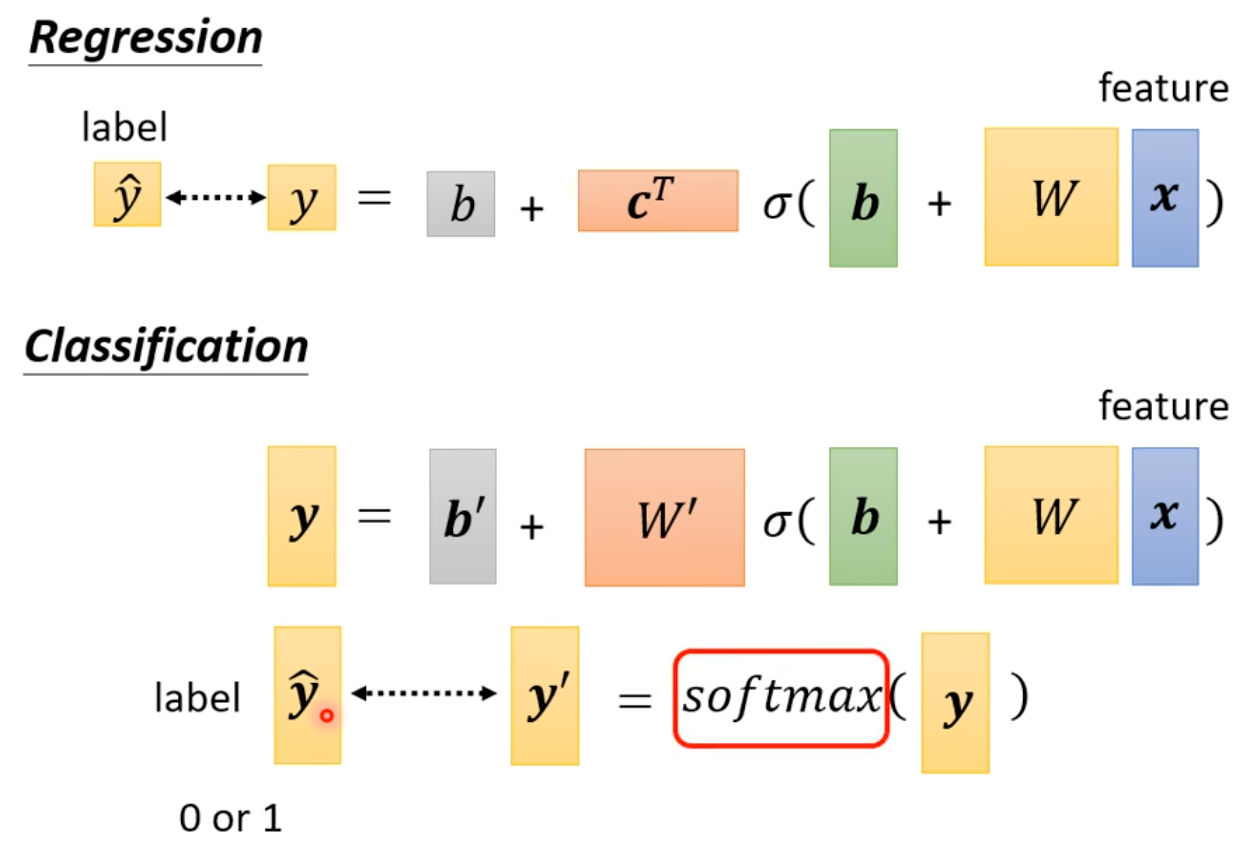 Regression
feature
label
ŷ y = b + cᵀ σ( b + W x )
Classification
feature
y = b′ + W′ σ( b + W x )
label ŷ y′ = softmax( y )
0 or 1